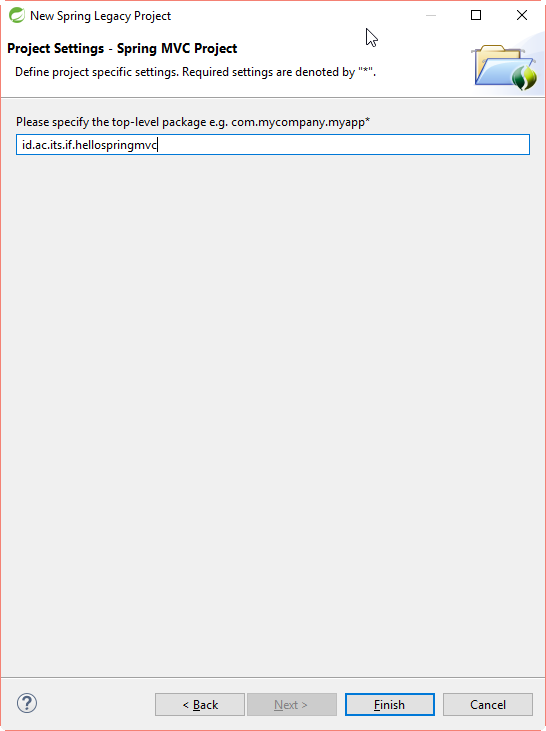 New Spring Legacy Project
Project Settings - Spring MVC Project
Define project specific settings. Required settings are denoted by "*".
Please specify the top-level package e.g. com.mycompany.myapp*
id.ac.its.if.hellospringmvc
?
< Back
Next >
Finish
Cancel